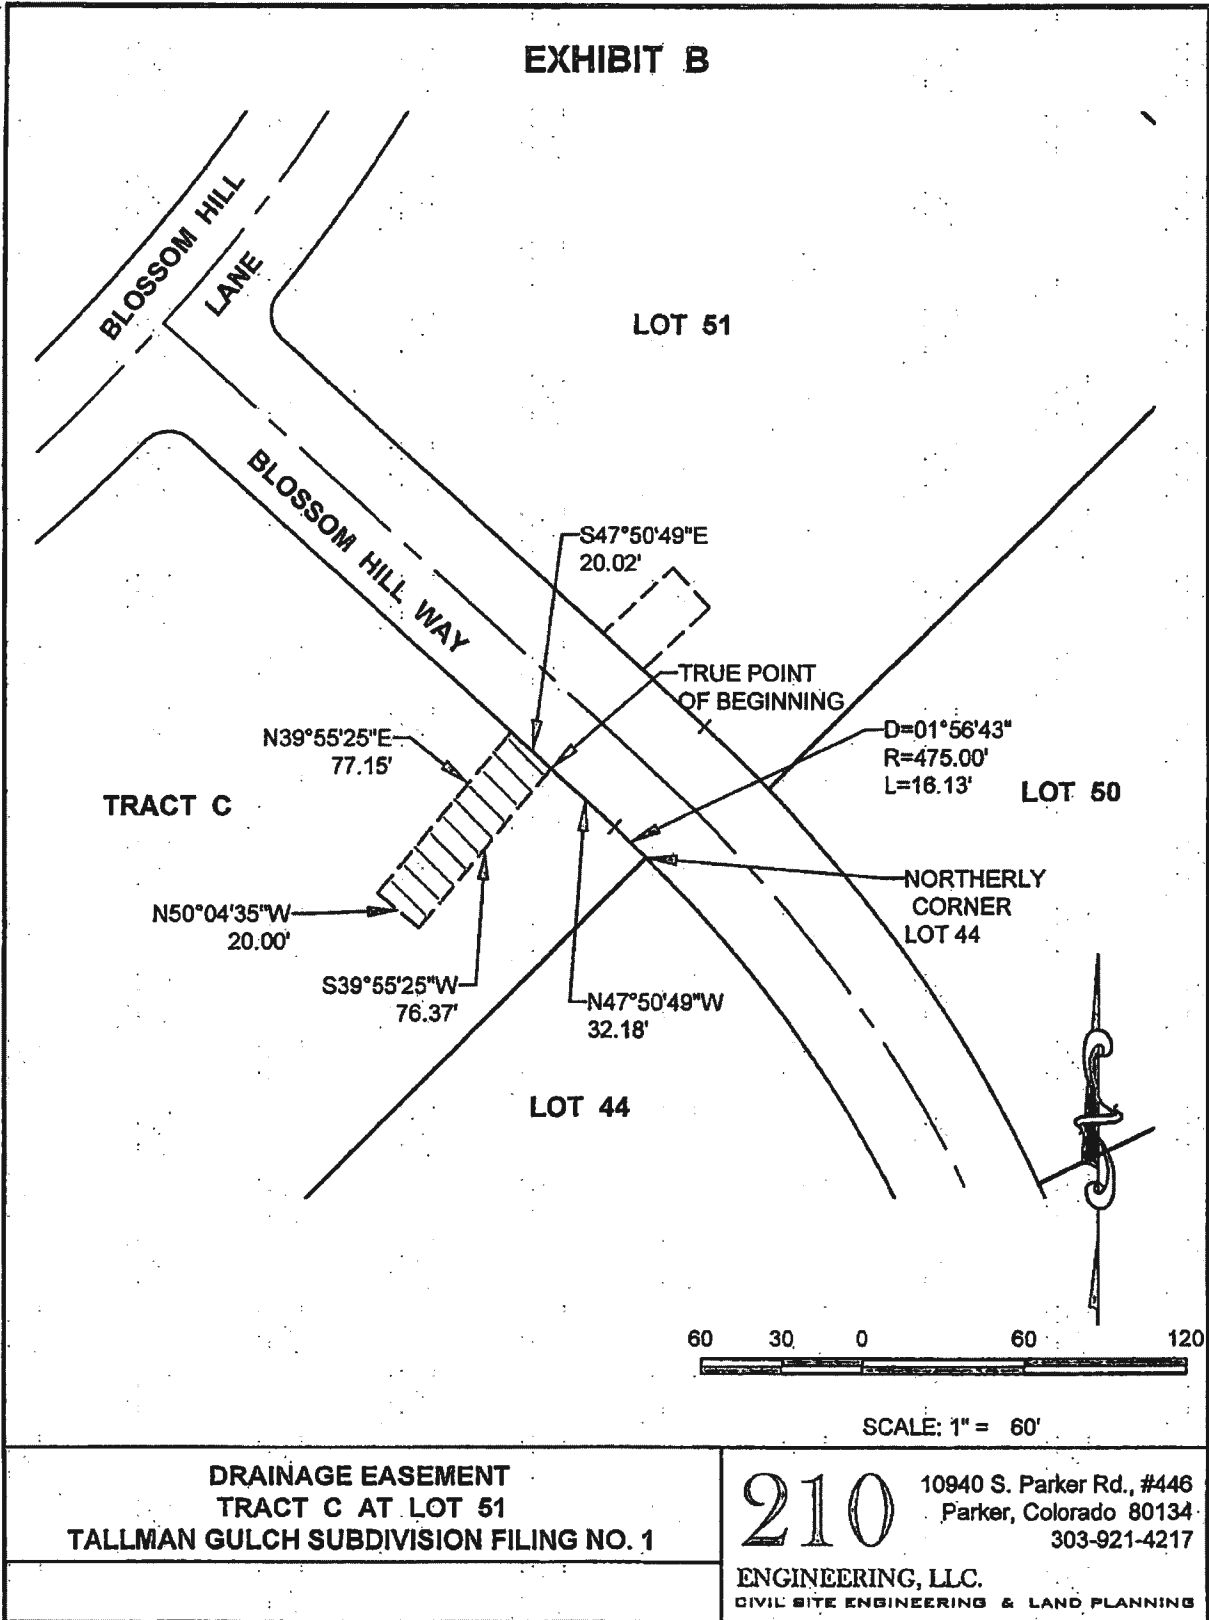 EXHIBIT B
BLOSSOM HILL
LANE
LOT 51
BLOSSOM HILL WAY
S47°50'49"E
20.02'
TRUE POINT
OF BEGINNING
N39°55'25"E
77.15'
D=01°56'43"
R=475.00'
L=16.13'
TRACT C
LOT 50
NORTHERLY
CORNER
LOT 44
N50°04'35"W
20.00'
S39°55'25"W
76.37'
N47°50'49"W
32.18'
LOT 44
60 30 0 60 120
SCALE: 1" = 60'
DRAINAGE EASEMENT
TRACT C AT LOT 51
TALLMAN GULCH SUBDIVISION FILING NO. 1
210
ENGINEERING, LLC.
CIVIL SITE ENGINEERING & LAND PLANNING
10940 S. Parker Rd., #446
Parker, Colorado 80134
303-921-4217